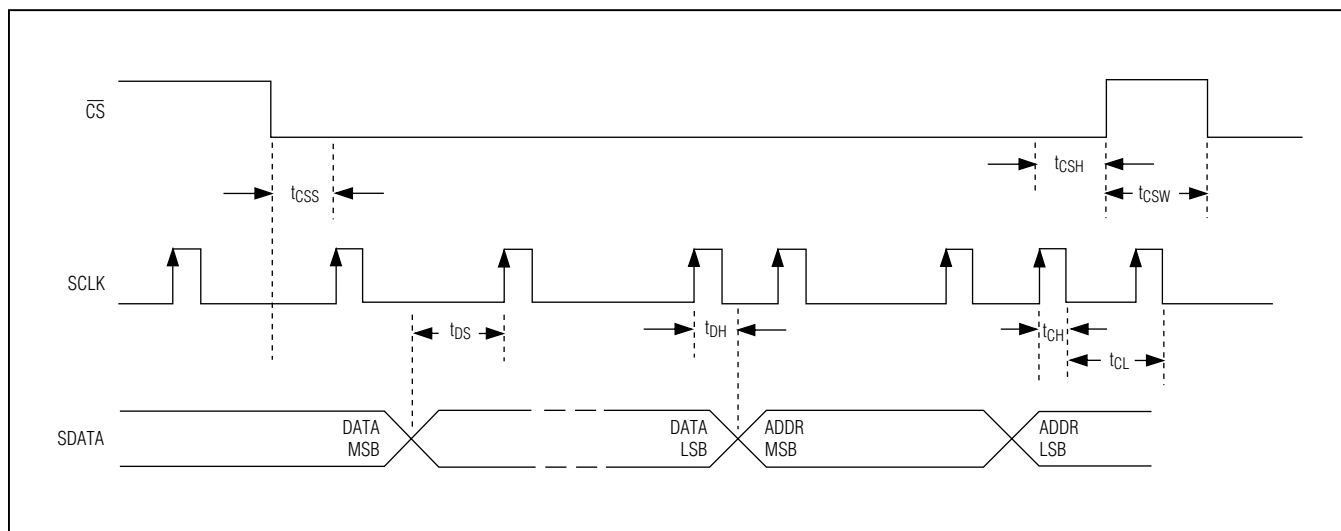 CS
tCSS
tCSH
tCSW
SCLK
tDS
tDH
tCH
tCL
SDATA
DATA
MSB
DATA
LSB
ADDR
MSB
ADDR
LSB